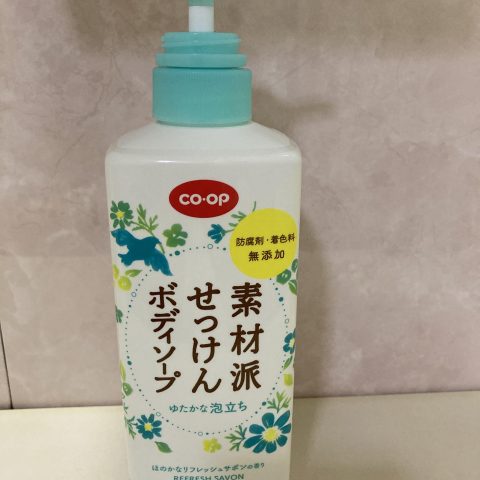 co·op
防腐剤・着色料
無添加
素材派
せっけん
ボディソープ
ゆたかな泡立ち
ほのかなリフレッシュサボンの香り
REFRESH SAVON